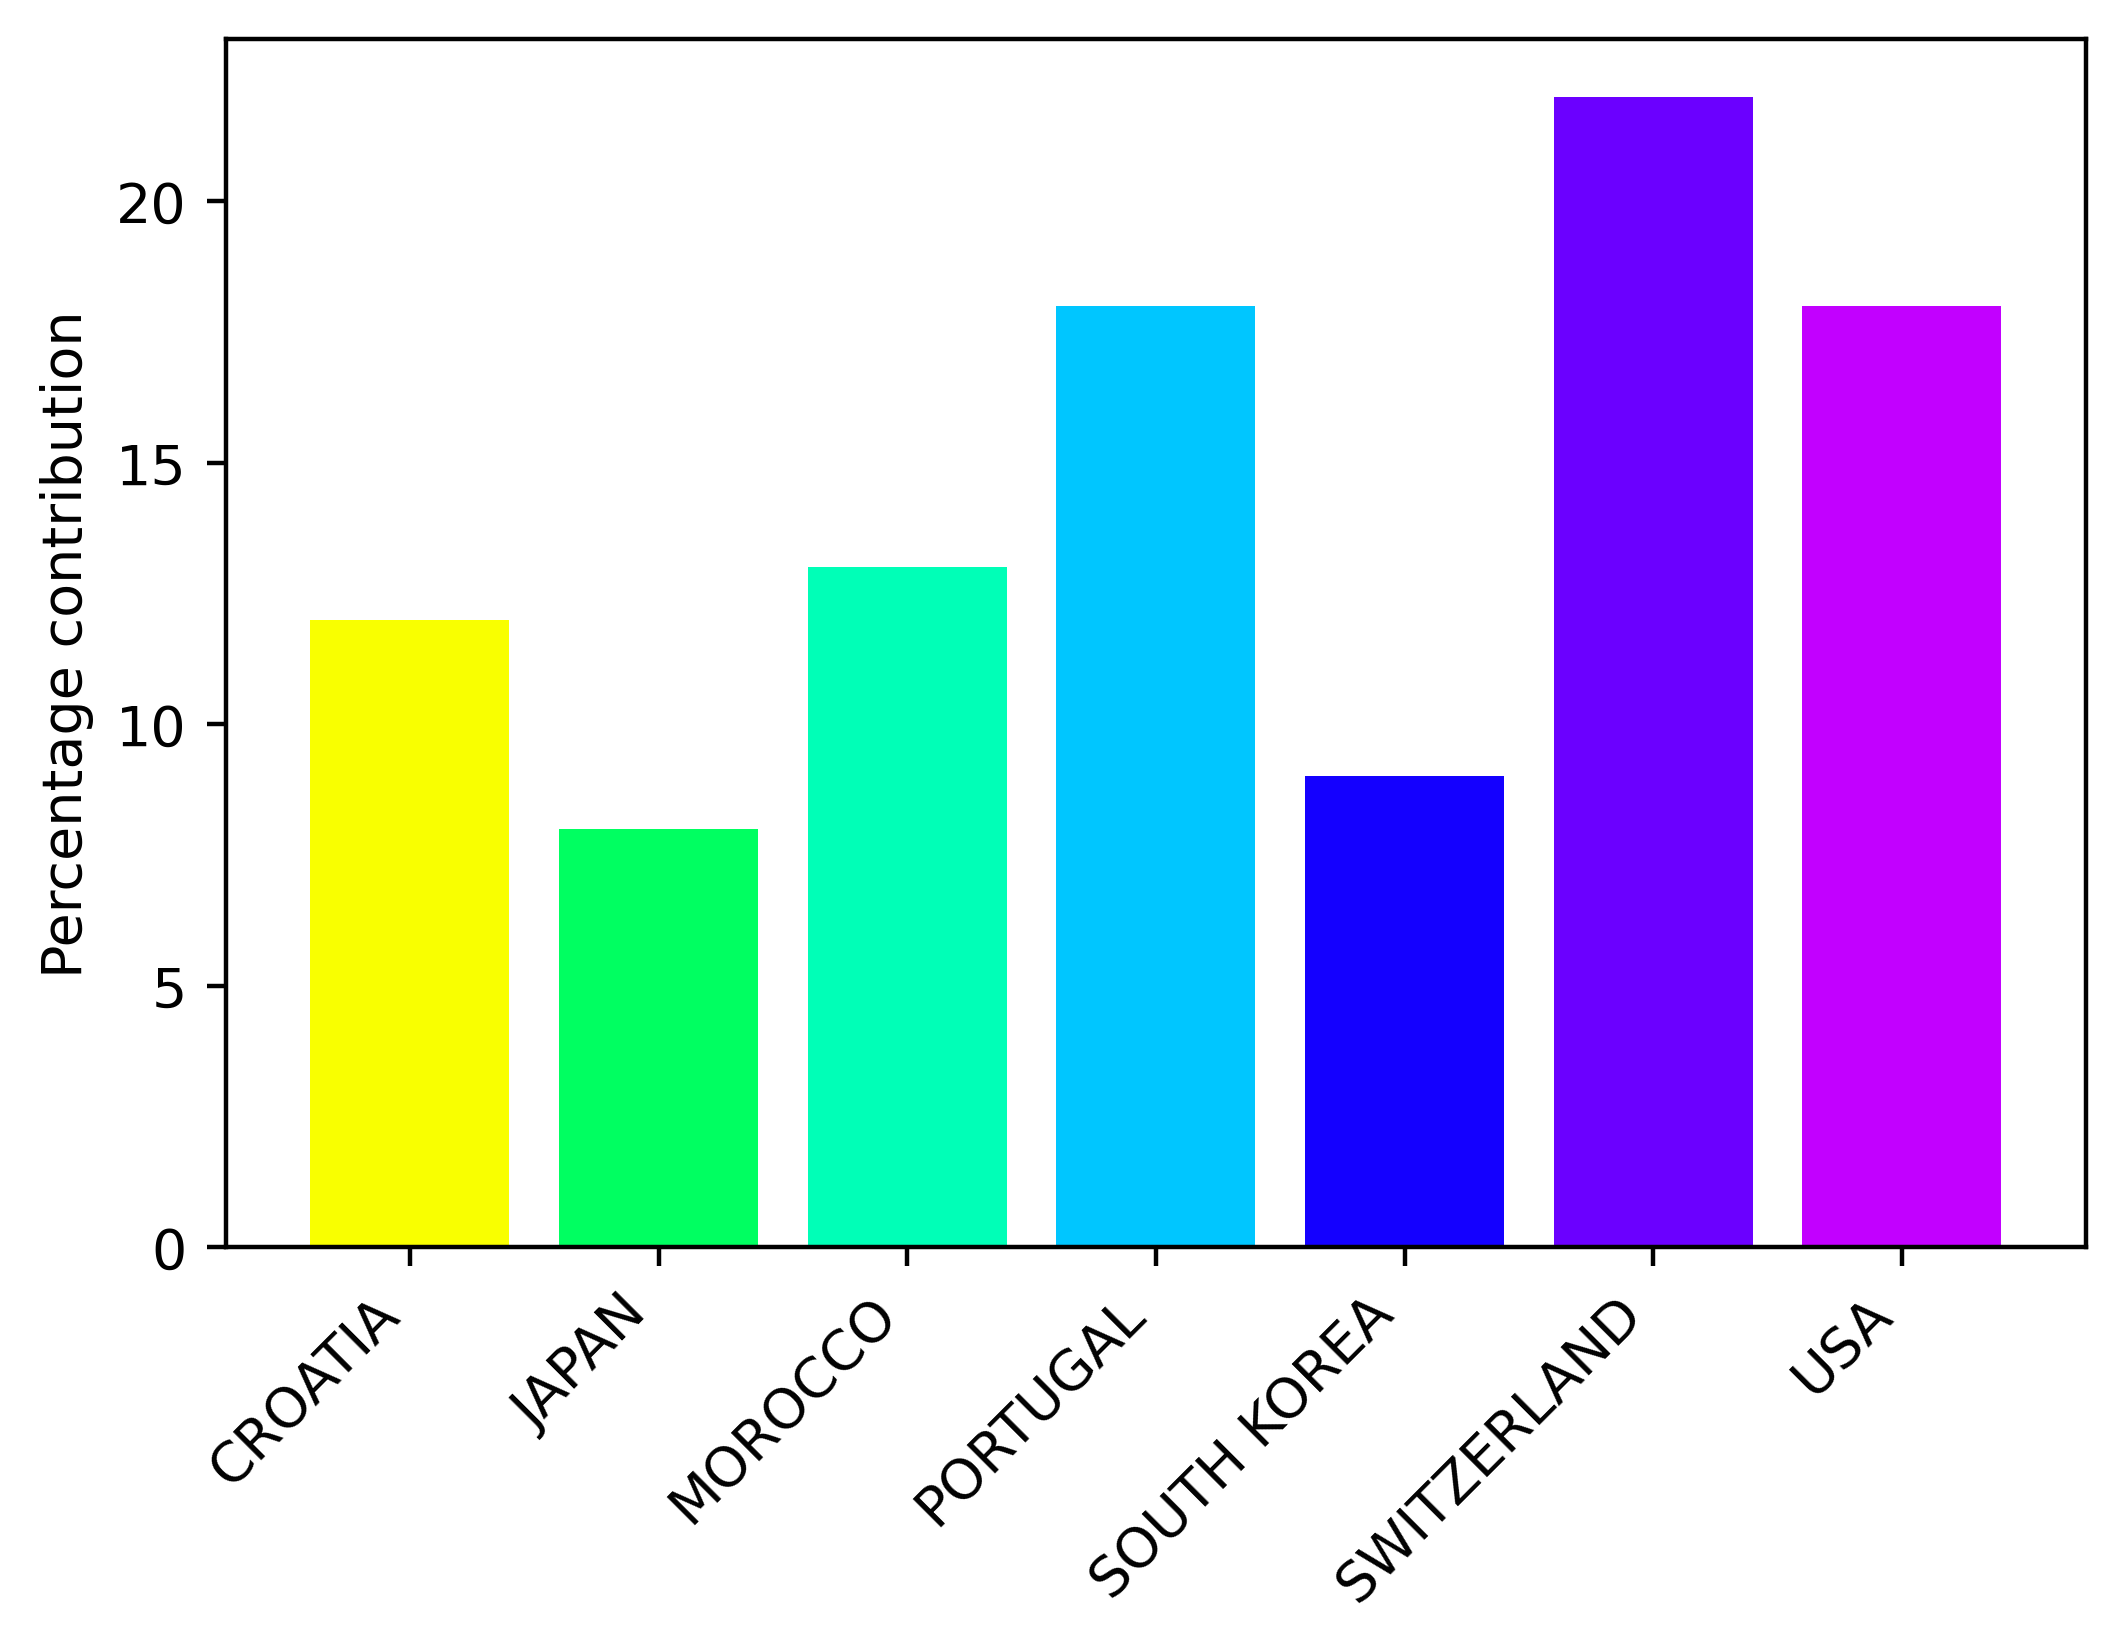 Percentage contribution
20
15
10
5
0
CROATIA
JAPAN
MOROCCO
PORTUGAL
SOUTH KOREA
SWITZERLAND
USA